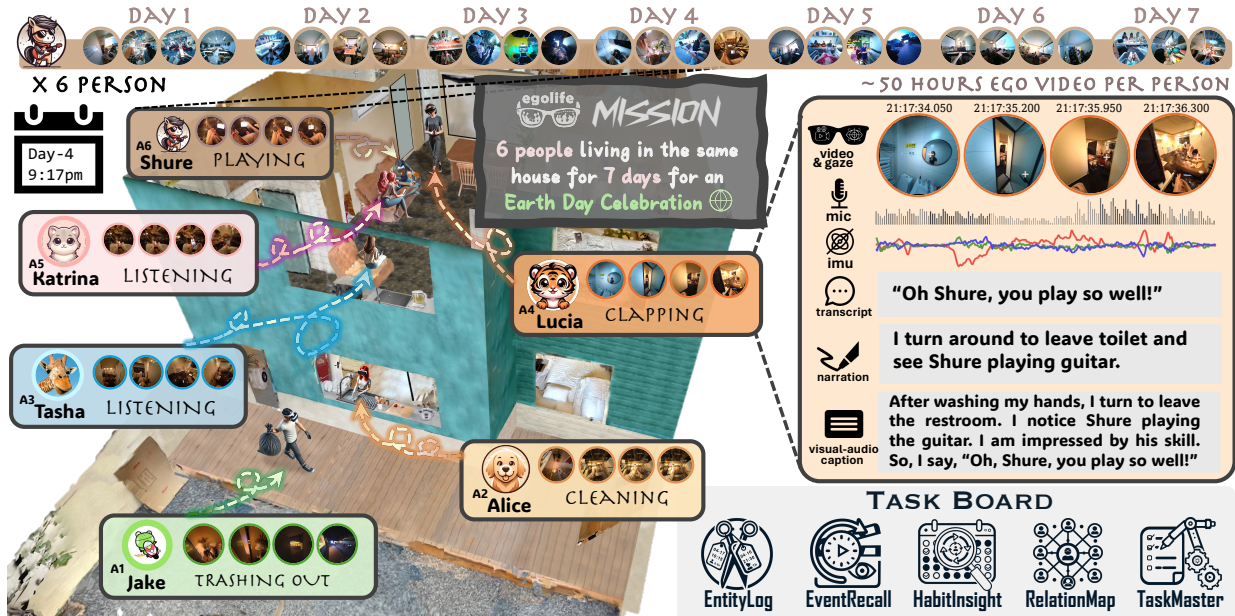 DAY 1
DAY 2
DAY 3
DAY 4
DAY 5
DAY 6
DAY 7
X 6 PERSON
~50 HOURS EGO VIDEO PER PERSON
Day-4
9:17pm
egolife
MISSION
6 people living in the same
house for 7 days for an
Earth Day Celebration
A6 Shure
PLAYING
A5 Katrina
LISTENING
A4 Lucia
CLAPPING
A3 Tasha
LISTENING
A2 Alice
CLEANING
A1 Jake
TRASHING OUT
21:17:34.050
21:17:35.200
21:17:35.950
21:17:36.300
video
& gaze
mic
imu
transcript
“Oh Shure, you play so well!”
narration
I turn around to leave toilet and
see Shure playing guitar.
visual-audio
caption
After washing my hands, I turn to leave
the restroom. I notice Shure playing
the guitar. I am impressed by his skill.
So, I say, “Oh, Shure, you play so well!”
TASK BOARD
EntityLog
EventRecall
HabitInsight
RelationMap
TaskMaster